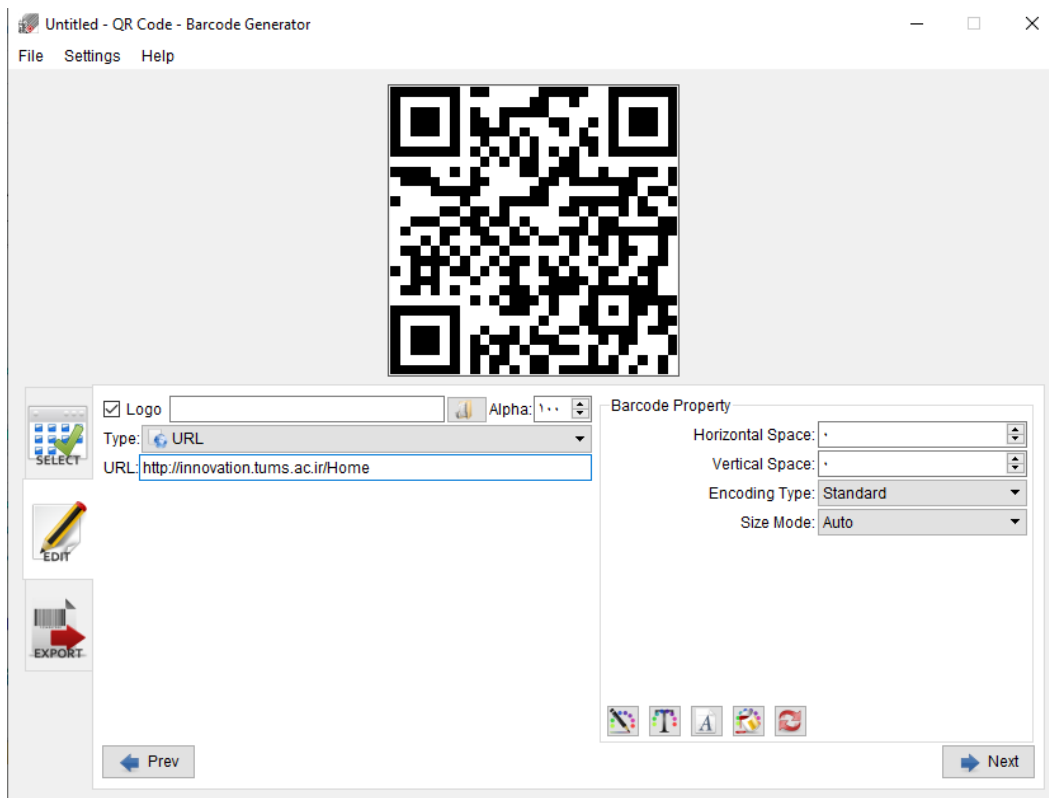 Untitled - QR Code - Barcode Generator
File Settings Help
SELECT
EDIT
EXPORT
Logo Alpha: ۱۰۰
Type: URL
URL: http://innovation.tums.ac.ir/Home
Barcode Property
Horizontal Space: ۰
Vertical Space: ۰
Encoding Type: Standard
Size Mode: Auto
T A
Prev
Next